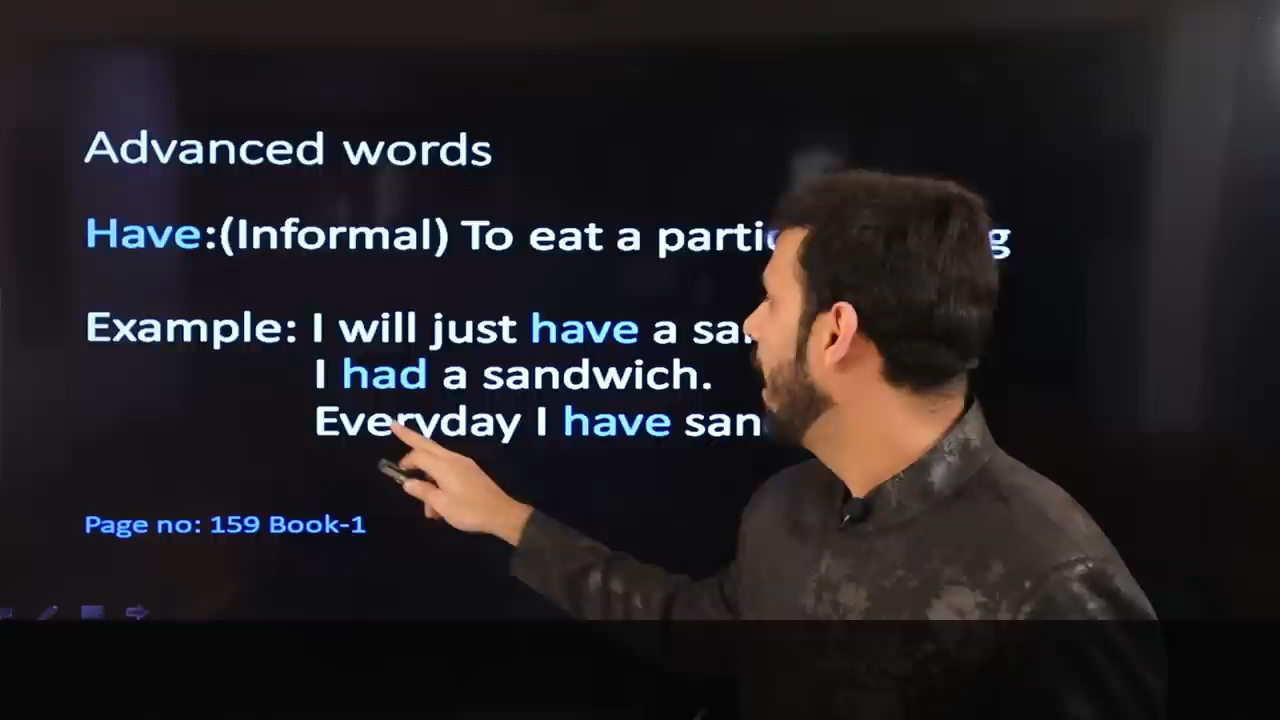 Advanced words
Have:(Informal) To eat a
Example: I will just have a
I had a sandwich.
Everyday I have
Page no: 159 Book-1